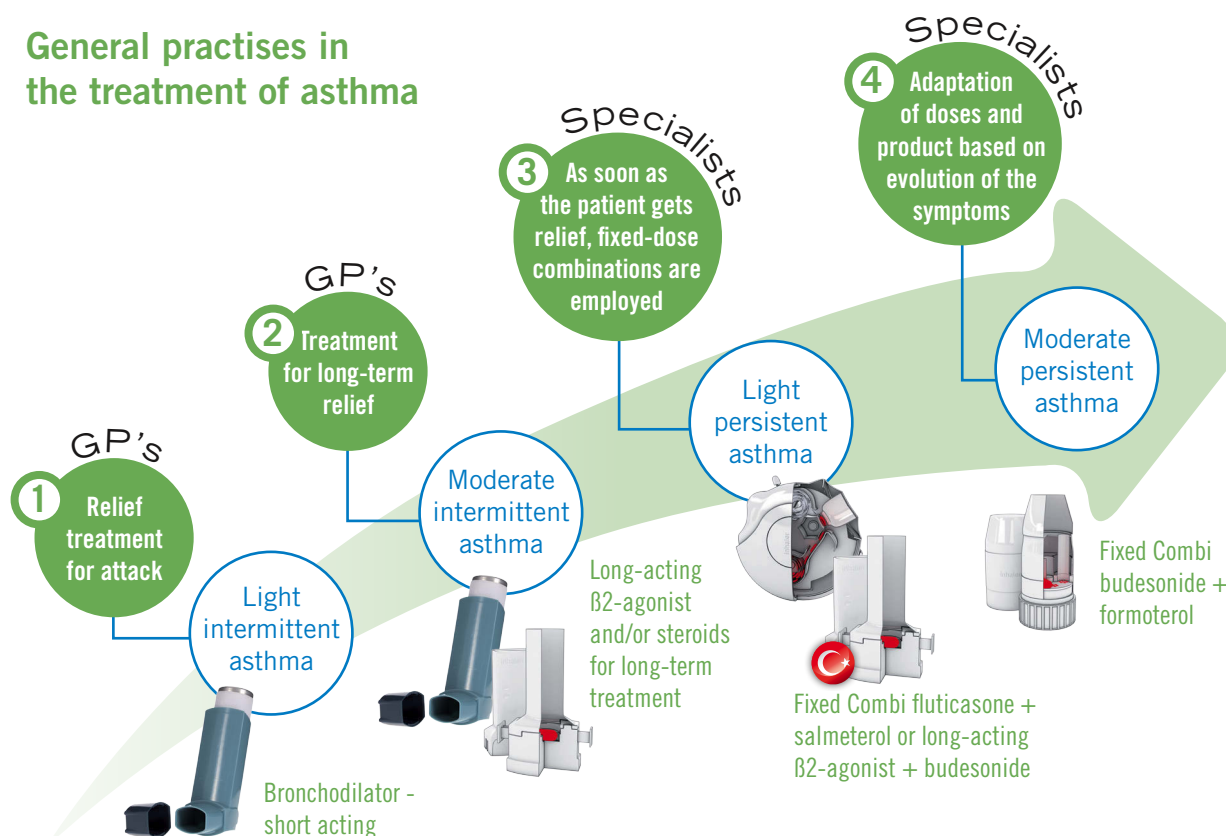 General practises in
the treatment of asthma
GP's
1
Relief
treatment
for attack
Light
intermittent
asthma
Bronchodilator -
short acting
GP's
2
Treatment
for long-term
relief
Moderate
intermittent
asthma
Long-acting
ß2-agonist
and/or steroids
for long-term
treatment
Specialists
3
As soon as
the patient gets
relief, fixed-dose
combinations are
employed
Light
persistent
asthma
Fixed Combi fluticasone +
salmeterol or long-acting
ß2-agonist + budesonide
Specialists
4
Adaptation
of doses and
product based on
evolution of the
symptoms
Moderate
persistent
asthma
Fixed Combi
budesonide +
formoterol